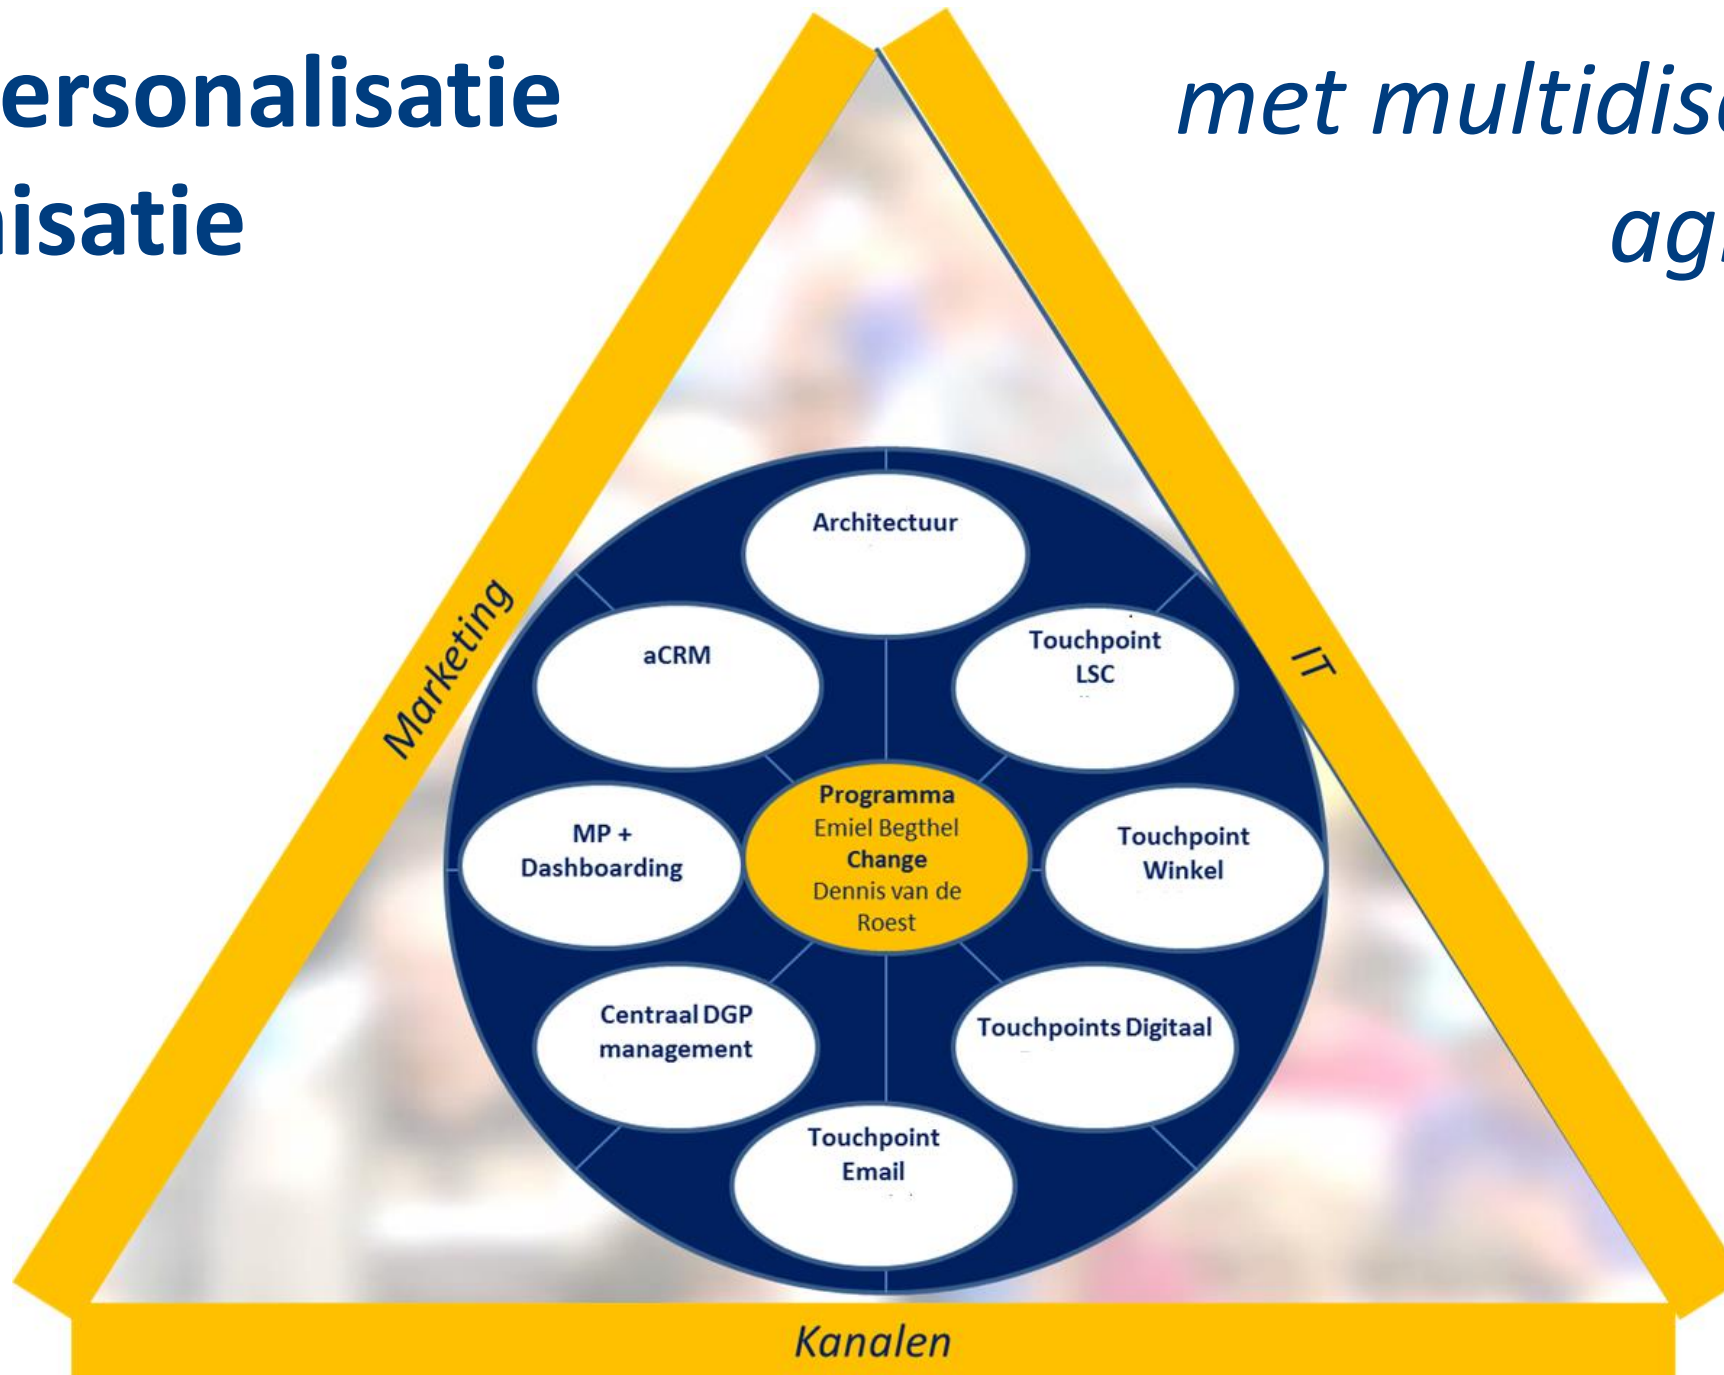 ersonalisatie
isatie
met multidisc
ag
Architectuur
aCRM
Touchpoint
LSC
Marketing
IT
MP +
Dashboarding
Programma
Emiel Begthel
Change
Dennis van de
Roest
Touchpoint
Winkel
Centraal DGP
management
Touchpoints Digitaal
Touchpoint
Email
Kanalen